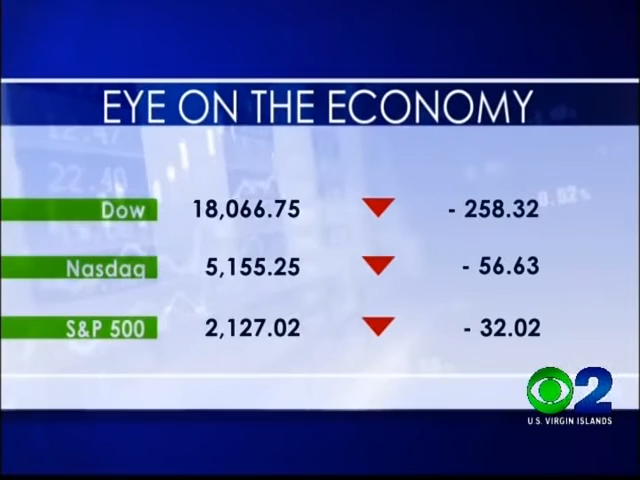 EYE ON THE ECONOMY
Dow 18,066.75 - 258.32
Nasdaq 5,155.25 - 56.63
S&P 500 2,127.02 - 32.02
2
U.S. VIRGIN ISLANDS